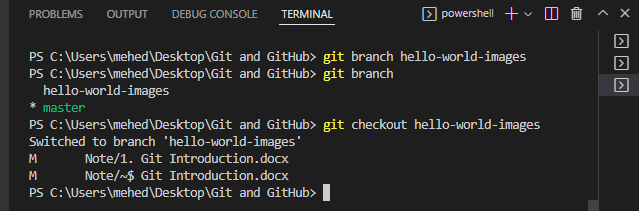 PROBLEMS OUTPUT DEBUG CONSOLE TERMINAL powershell
PS C:\Users\mehed\Desktop\Git and GitHub> git branch hello-world-images
PS C:\Users\mehed\Desktop\Git and GitHub> git branch
  hello-world-images
* master
PS C:\Users\mehed\Desktop\Git and GitHub> git checkout hello-world-images
Switched to branch 'hello-world-images'
M       Note/1. Git Introduction.docx
M       Note/~$ Git Introduction.docx
PS C:\Users\mehed\Desktop\Git and GitHub>